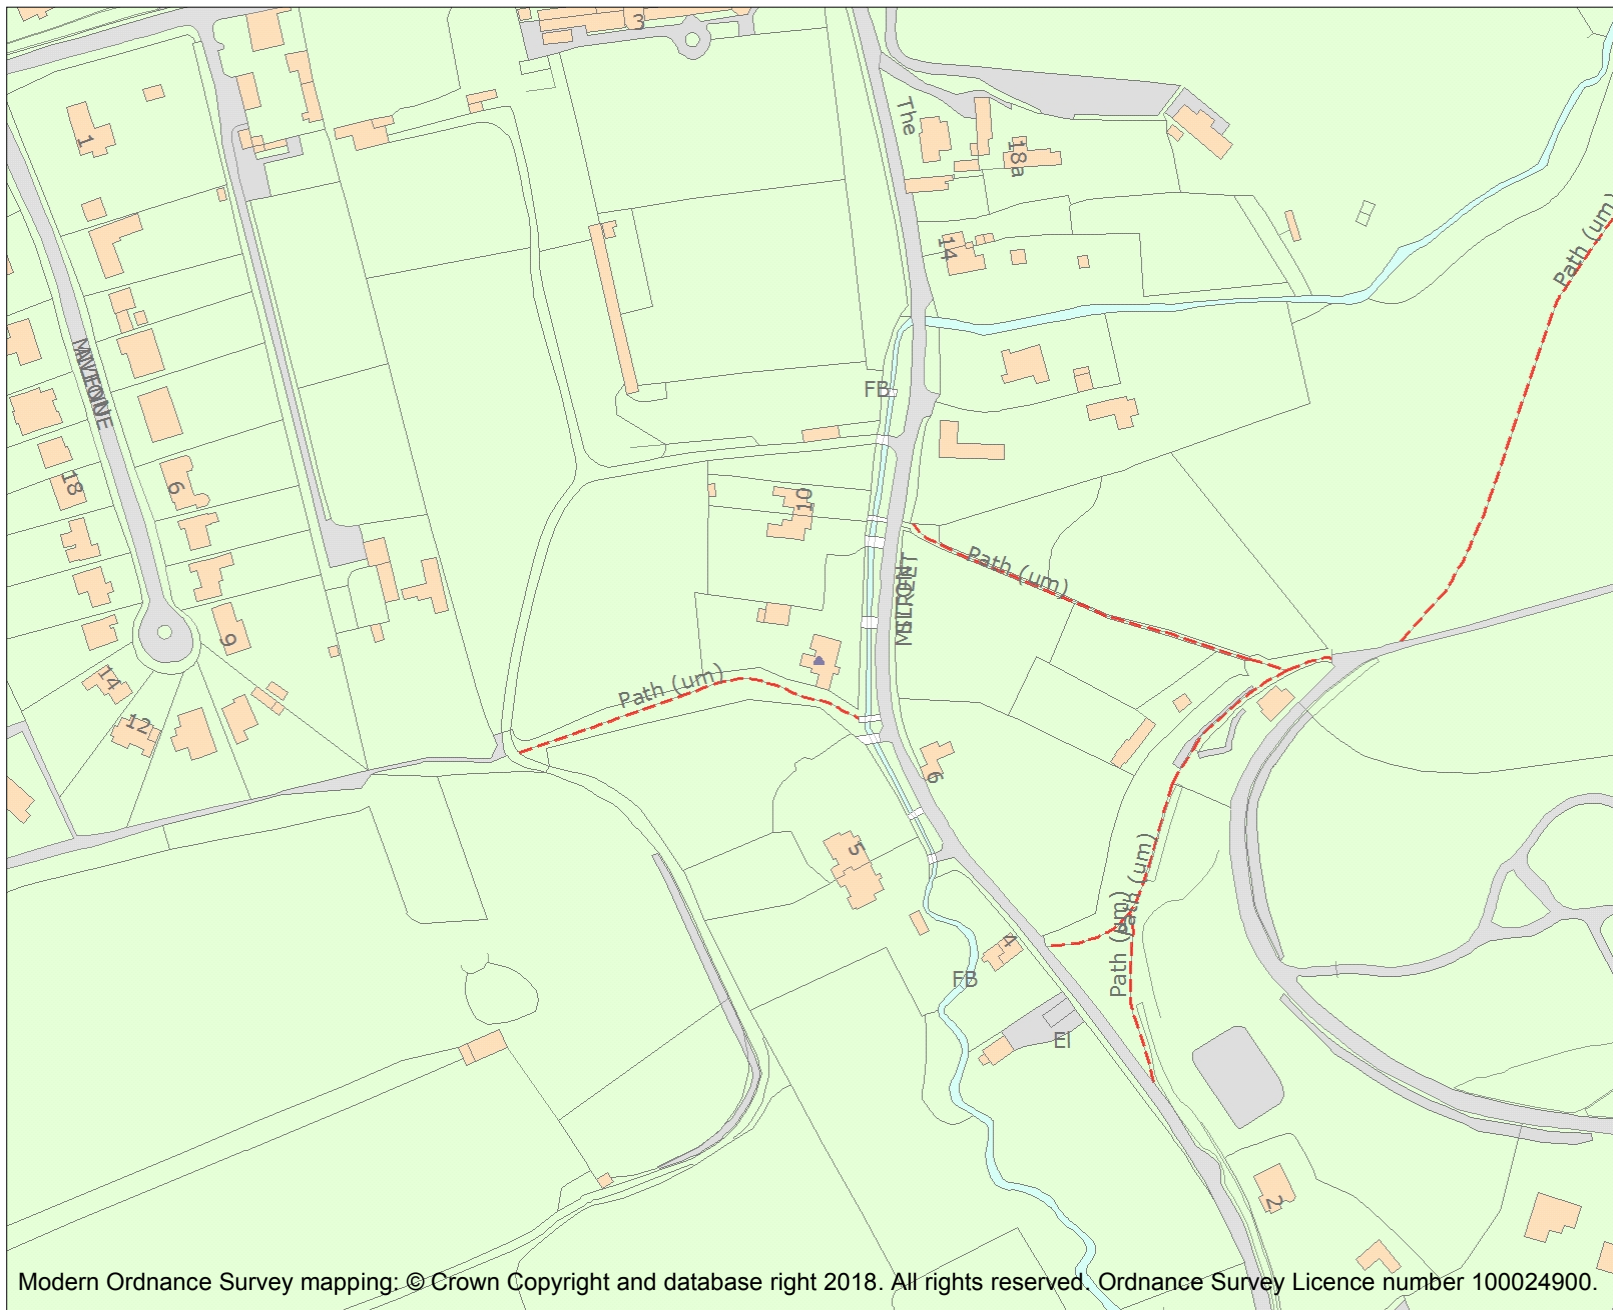 3
The
1
18a
14
Path (um)
FB
18
6
10
Path (um)
STREET
9
Path (um)
14
12
6
5
Path (um)
Path (um)
4
FB
El
2
Modern Ordnance Survey mapping: © Crown Copyright and database right 2018. All rights reserved. Ordnance Survey Licence number 100024900.